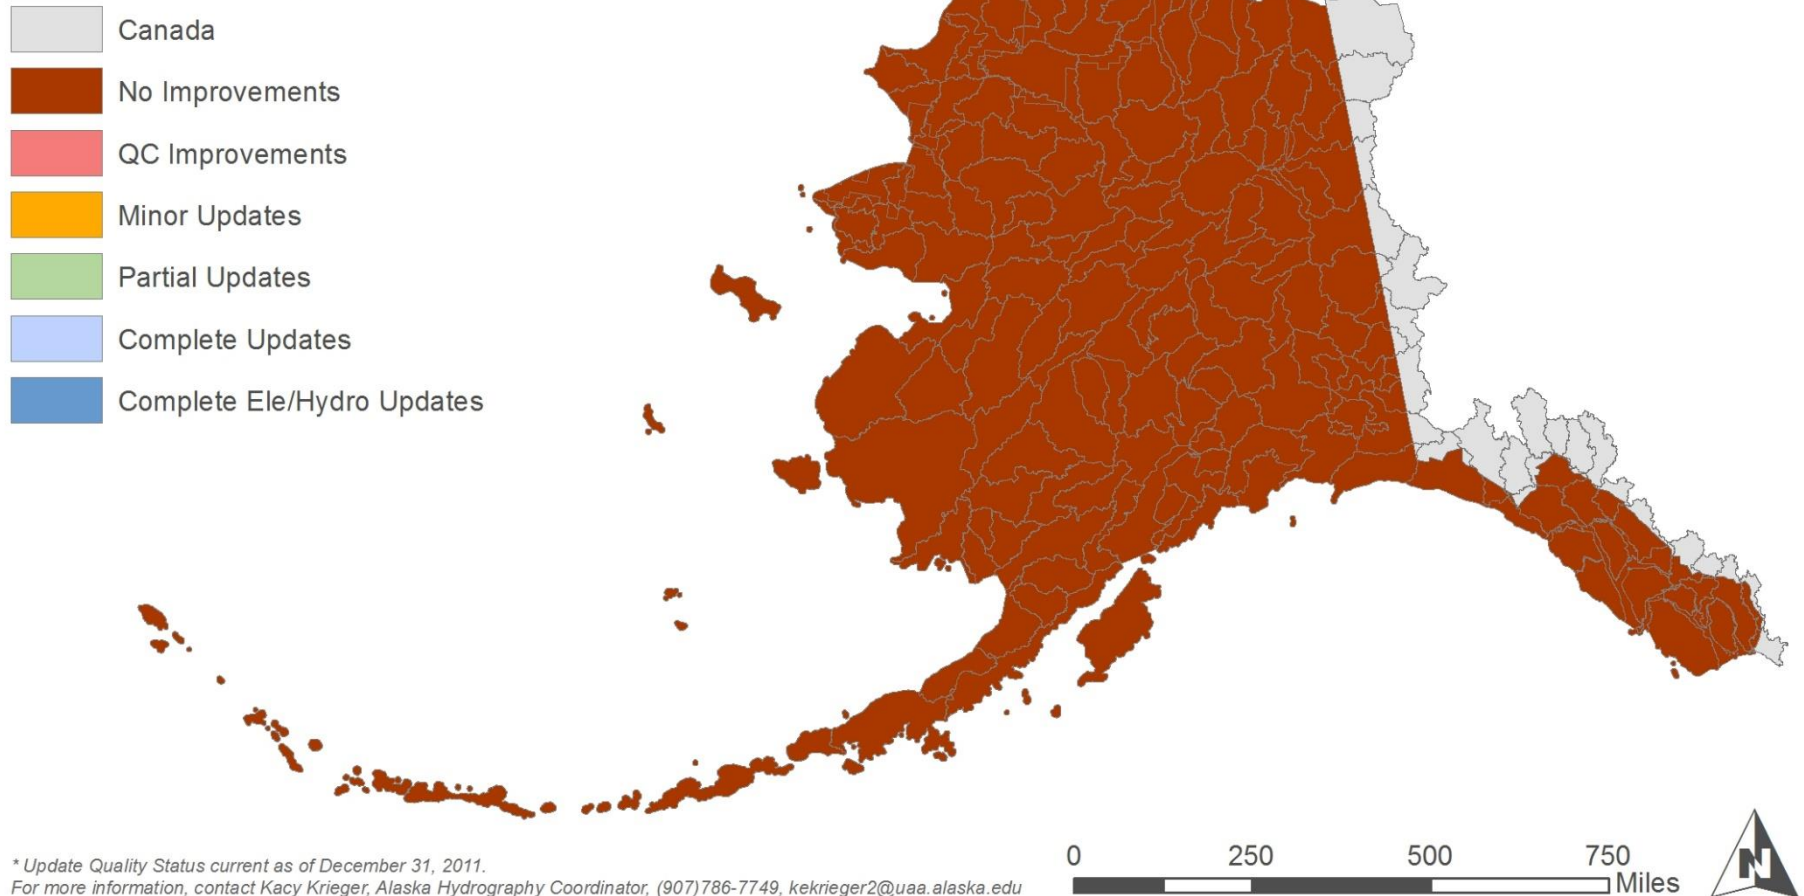 Canada
No Improvements
QC Improvements
Minor Updates
Partial Updates
Complete Updates
Complete Ele/Hydro Updates
* Update Quality Status current as of December 31, 2011.
For more information, contact Kacy Krieger, Alaska Hydrography Coordinator, (907)786-7749, kekrieger2@uaa.alaska.edu
0 250 500 750
Miles
N